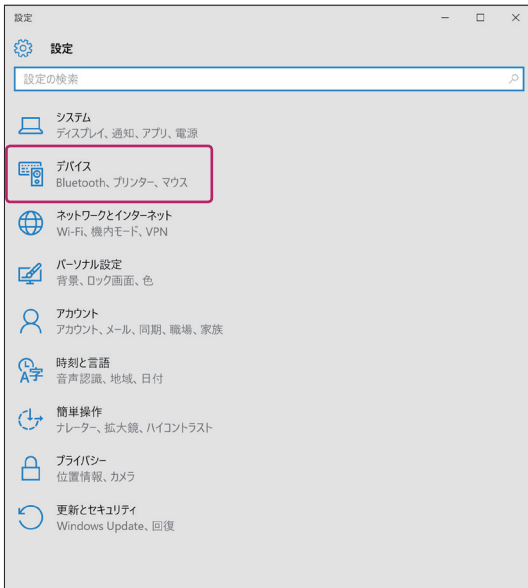 設定
設定
設定の検索
システム
ディスプレイ、通知、アプリ、電源
デバイス
Bluetooth、プリンター、マウス
ネットワークとインターネット
Wi-Fi、機内モード、VPN
パーソナル設定
背景、ロック画面、色
アカウント
アカウント、メール、同期、職場、家族
時刻と言語
音声認識、地域、日付
簡単操作
ナレーター、拡大鏡、ハイコントラスト
プライバシー
位置情報、カメラ
更新とセキュリティ
Windows Update、回復